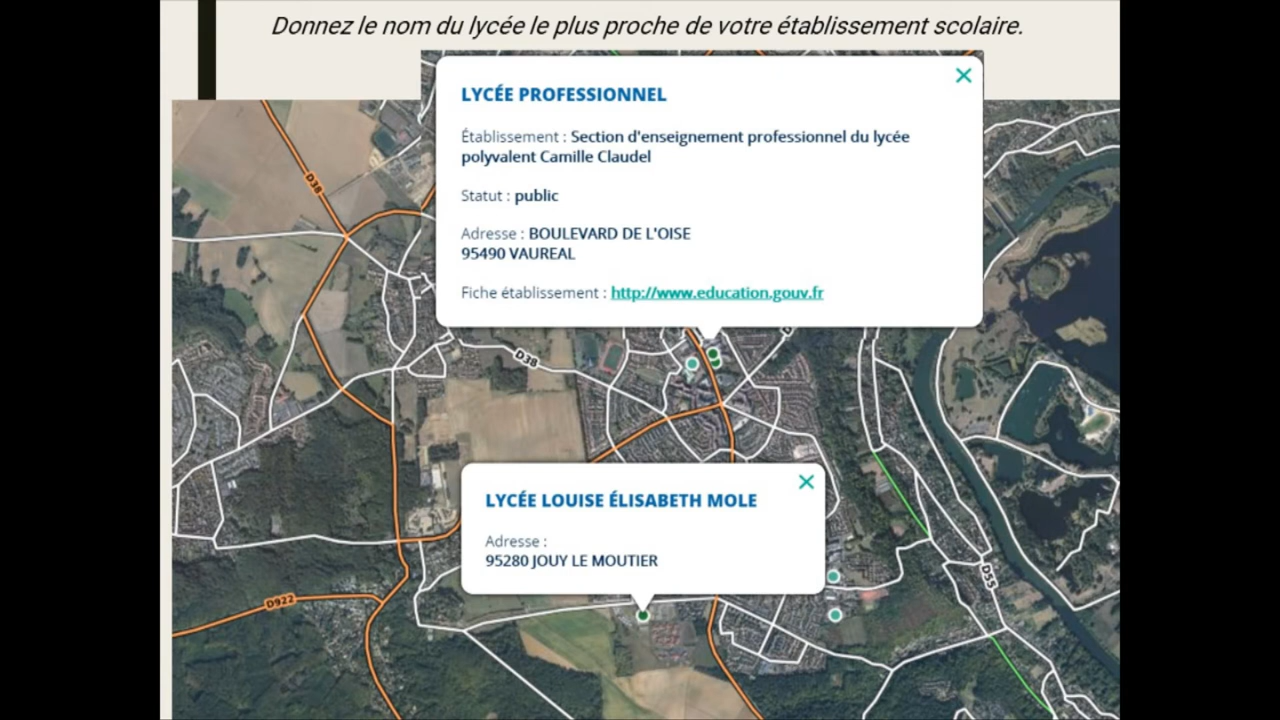 Donnez le nom du lycée le plus proche de votre établissement scolaire.
LYCÉE PROFESSIONNEL
Établissement : Section d'enseignement professionnel du lycée
polyvalent Camille Claudel
Statut : public
Adresse : BOULEVARD DE L'OISE
95490 VAUREAL
Fiche établissement : http://www.education.gouv.fr
D38
D38
LYCÉE LOUISE ÉLISABETH MOLE
Adresse :
95280 JOUY LE MOUTIER
D922
D55